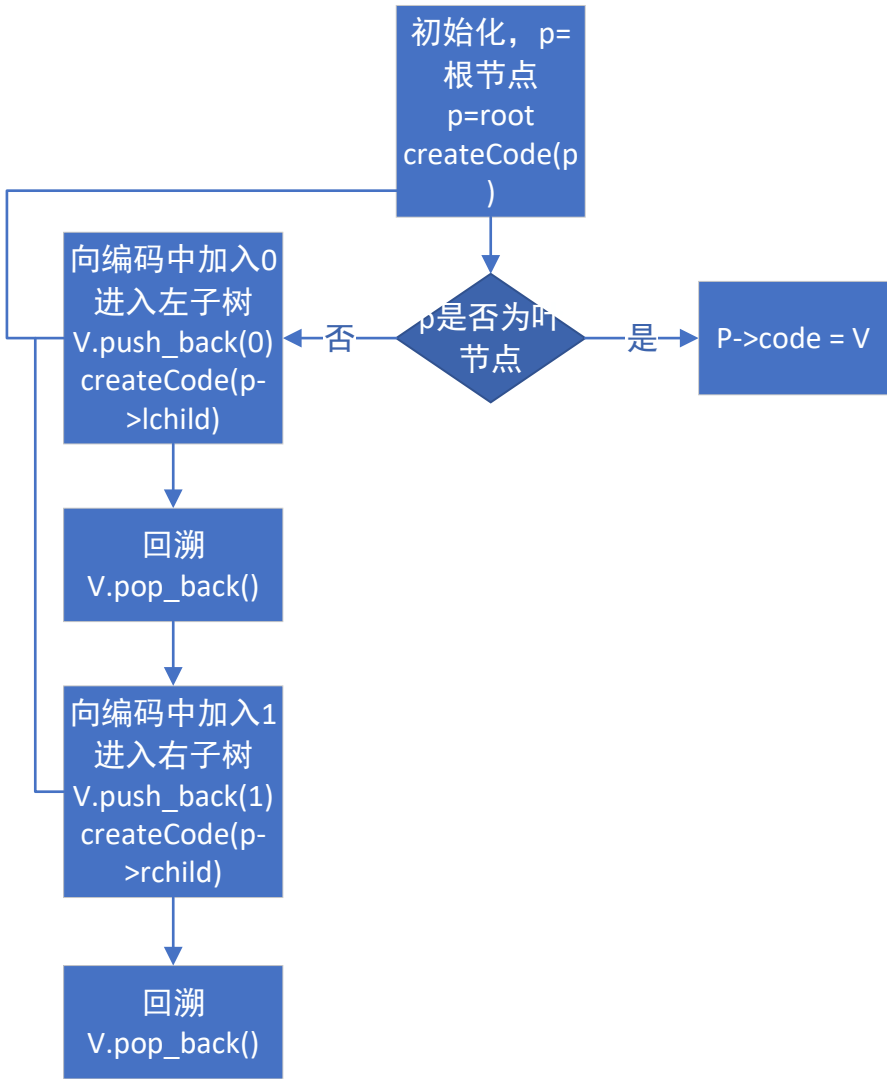 初始化，p=
根节点
p=root
createCode(p
)
p是否为叶
节点
否
是
P->code = V
向编码中加入0
进入左子树
V.push_back(0)
createCode(p-
>lchild)
回溯
V.pop_back()
向编码中加入1
进入右子树
V.push_back(1)
createCode(p-
>rchild)
回溯
V.pop_back()